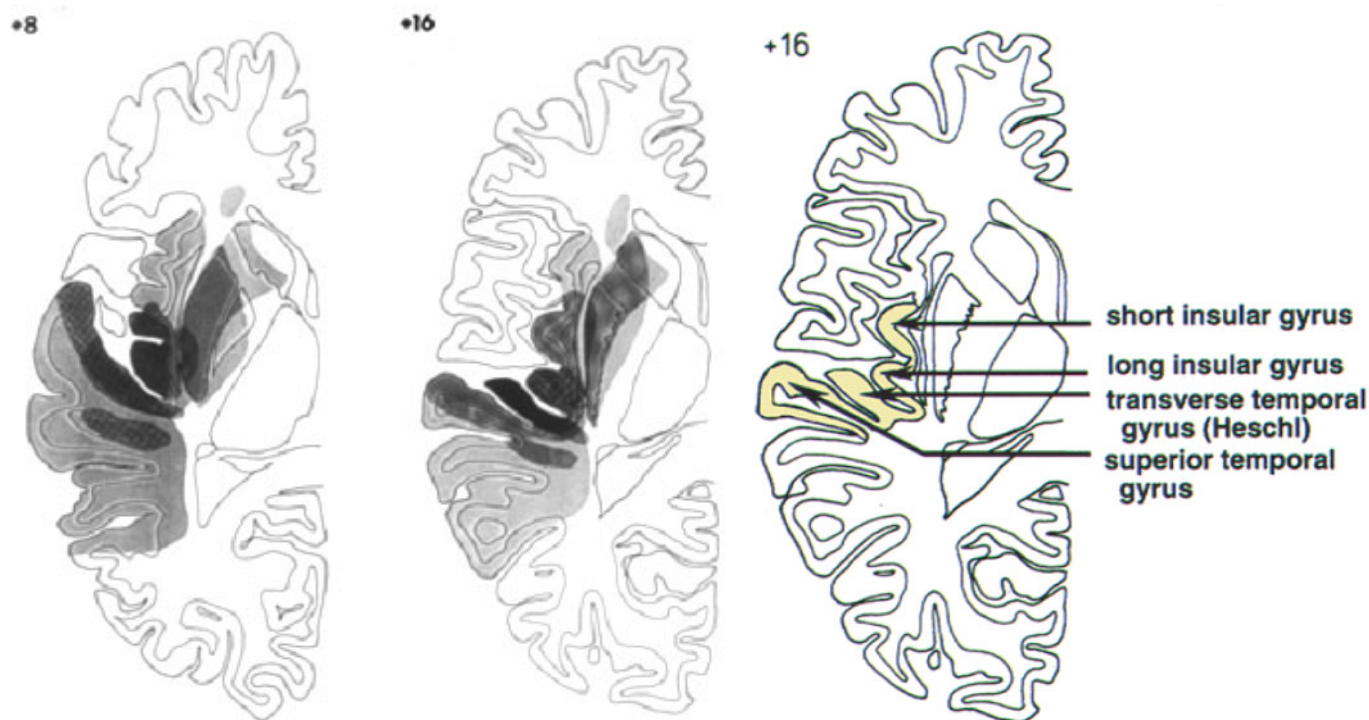 +8
+16
+16
short insular gyrus
long insular gyrus
transverse temporal
gyrus (Heschl)
superior temporal
gyrus